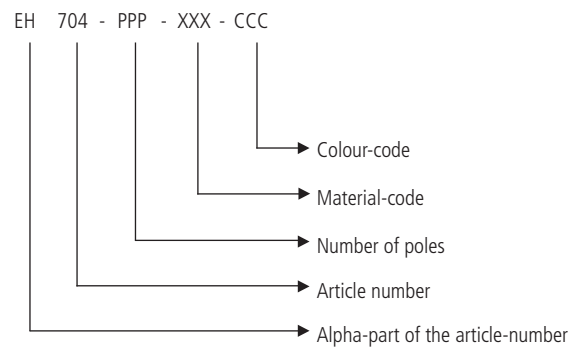 EH 704 - PPP - XXX - CCC
Colour-code
Material-code
Number of poles
Article number
Alpha-part of the article-number